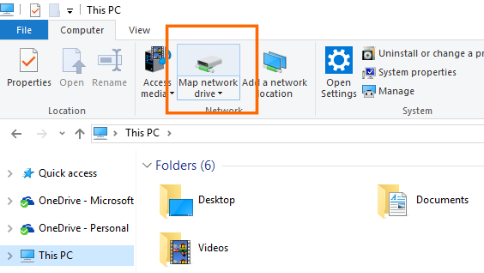 This PC
File Computer View
Properties Open Rename Access media Map network drive Add a network location Open Settings Uninstall or change a pr
System properties
Manage
Location Network System
This PC
Quick access
OneDrive - Microsoft
OneDrive - Personal
This PC
Folders (6)
Desktop Documents
Videos